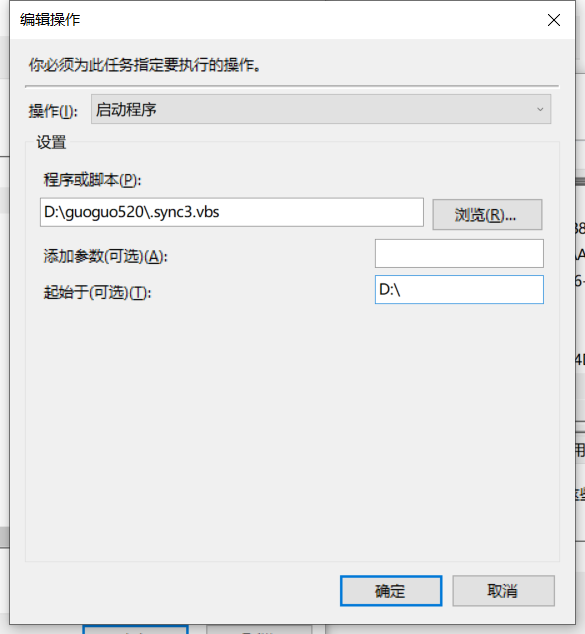 编辑操作
你必须为此任务指定要执行的操作。
操作(I): 启动程序
设置
程序或脚本(P):
D:\guoguo520\.sync3.vbs 浏览(R)...
添加参数(可选)(A):
起始于(可选)(T): D:\
确定 取消